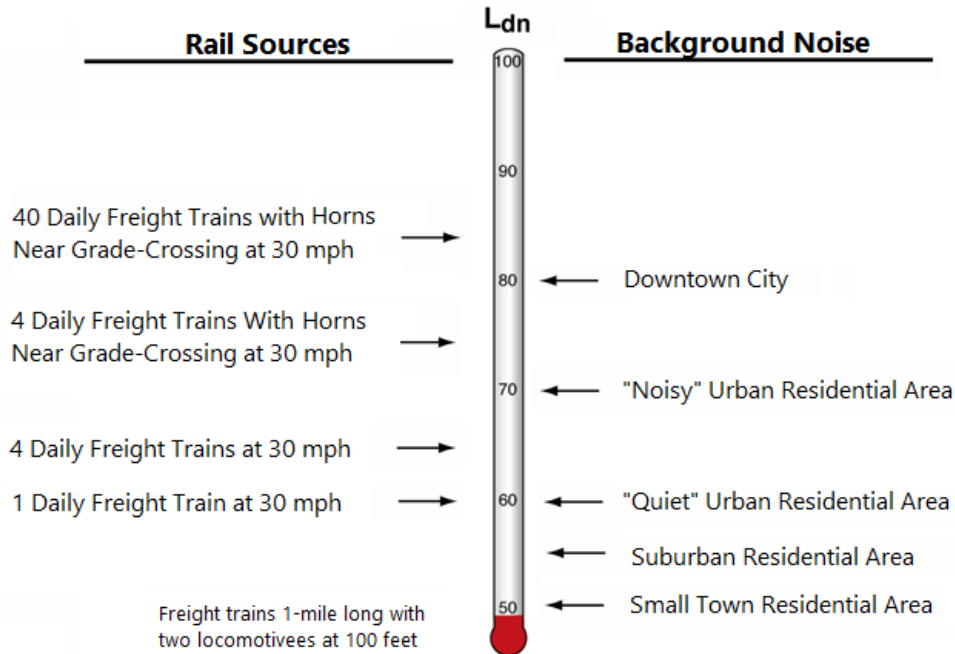 Ldn
Rail Sources
Background Noise
100
90
40 Daily Freight Trains with Horns
Near Grade-Crossing at 30 mph
80
Downtown City
4 Daily Freight Trains With Horns
Near Grade-Crossing at 30 mph
70
"Noisy" Urban Residential Area
4 Daily Freight Trains at 30 mph
1 Daily Freight Train at 30 mph
60
"Quiet" Urban Residential Area
Suburban Residential Area
50
Small Town Residential Area
Freight trains 1-mile long with
two locomotivees at 100 feet